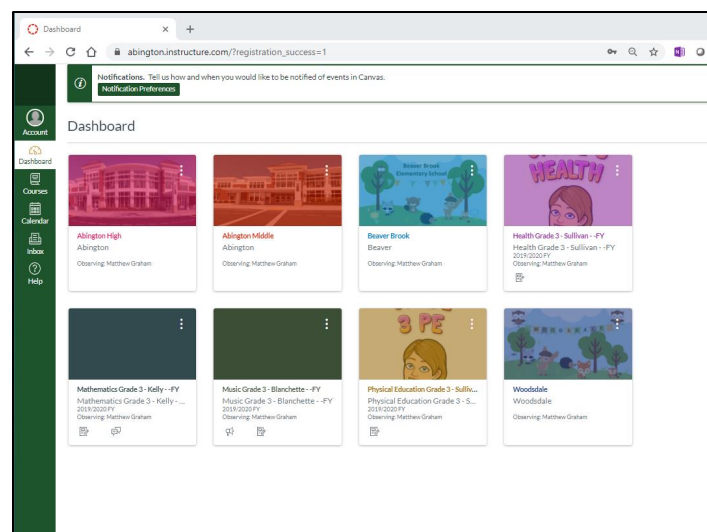 Dashboard
abington.instructure.com/?registration_success=1
Notifications. Tell us how and when you would like to be notified of events in Canvas.
Notification Preferences
Account
Dashboard
Courses
Calendar
Inbox
Help
Dashboard
Abington High
Abington
Observing: Matthew Graham
Abington Middle
Abington
Observing: Matthew Graham
Beaver Brook
Elementary School
Beaver Brook
Beaver
Observing: Matthew Graham
HEALTH
Health Grade 3 - Sullivan - -FY
Health Grade 3 - Sullivan - -FY
2019/2020 FY
Observing: Matthew Graham
Mathematics Grade 3 - Kelly - -FY
Mathematics Grade 3 - Kelly - ...
2019/2020 FY
Observing: Matthew Graham
Music Grade 3 - Blanchette - -FY
Music Grade 3 - Blanchette - -FY
2019/2020 FY
Observing: Matthew Graham
3 PE
Physical Education Grade 3 - Sulliv...
Physical Education Grade 3 - S...
2019/2020 FY
Observing: Matthew Graham
Woodsdale
Woodsdale
Observing: Matthew Graham